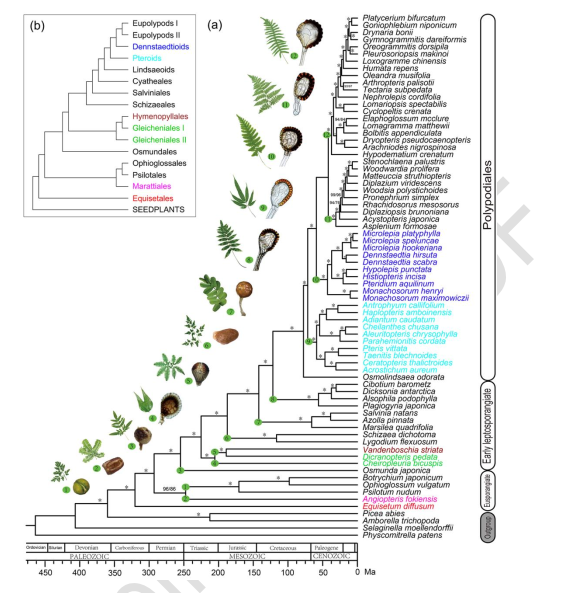 (b)
Eupolypods I
Eupolypods II
Dennstaedtioids
Pteroids
Lindsaeoids
Cyatheales
Salviniales
Schizaeales
Hymenopyllales
Gleicheniales I
Gleicheniales II
Osmundales
Ophioglossales
Psilotales
Marattiales
Equisetales
SEEDPLANTS
(a)
Platycerium bifurcatum
Goniophlebium niponicum
Drynaria bonii
Gymnogrammitis dareiformis
Oreogrammitis dorsipila
Pleurosoriopsis makinoi
Loxogramme chinensis
Humata repens
Oleandra musifolia
Arthropteris palisotii
Tectaria subpedata
Nephrolepis cordifolia
Lomariopsis spectabilis
Cyclopeltis crenata
Elaphoglossum mcclure
Lomagramma matthewii
Bolbitis appendiculata
Dryopteris pseudocaenopteris
Arachniodes nigrospinosa
Hypodematium crenatum
Stenochlaena palustris
Woodwardia prolifera
Matteuccia struthiopteris
Diplazium viridescens
Woodsia polystichoides
Pronephrium simplex
Rhachidosorus mesosorus
Diplaziopsis brunoniana
Acystopteris japonica
Asplenium formosae
Microlepia platyphylla
Microlepia speluncae
Microlepia hookeriana
Dennstaedtia hirsuta
Dennstaedtia scabra
Hypolepis punctata
Histiopteris incisa
Pteridium aquilinum
Monachosorum henryi
Monachosorum maximowiczii
Antrophyum callifolium
Haplopteris amboinensis
Adiantum caudatum
Cheilanthes chusana
Aleuritopteris chrysophylla
Parahemionitis cordata
Pteris vittata
Taenitis blechnoides
Ceratopteris thalictroides
Acrostichum aureum
Osmolindsaea odorata
Cibotium barometz
Dicksonia antarctica
Alsophila podophylla
Plagiogyria japonica
Salvinia natans
Azolla pinnata
Marsilea quadrifolia
Schizaea dichotoma
Lygodium flexuosum
Vandenboschia striata
Dicranopteris pedata
Cheiropleuria bicuspis
Osmunda japonica
Botrychium japonicum
Ophioglossum vulgatum
Psilotum nudum
Angiopteris fokiensis
Equisetum diffusum
Picea abies
Amborella trichopoda
Selaginella moellendorffii
Physcomitrella patens
Polypodiales
Early leptosporangiate
Eusporangiate
Outgroup
96/86
Ordovician Silurian Devonian Carboniferous Permian Triassic Jurassic Cretaceous Paleogene
PALEOZOIC MESOZOIC CENOZOIC
450 400 350 300 250 200 150 100 50 0 Ma